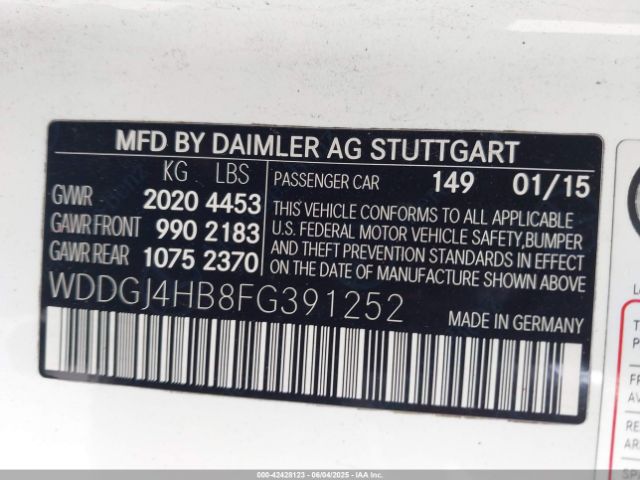 MFD BY DAIMLER AG STUTTGART
KG LBS
GVWR 2020 4453
GAWR FRONT 990 2183
GAWR REAR 1075 2370
PASSENGER CAR 149 01/15
THIS VEHICLE CONFORMS TO ALL APPLICABLE
U.S. FEDERAL MOTOR VEHICLE SAFETY, BUMPER
AND THEFT PREVENTION STANDARDS IN EFFECT
ON THE DATE OF MANUFACTURE SHOWN ABOVE
WDDGJ4HB8FG391252
MADE IN GERMANY
000-42428123 - 06/04/2025 - IAAI.COM